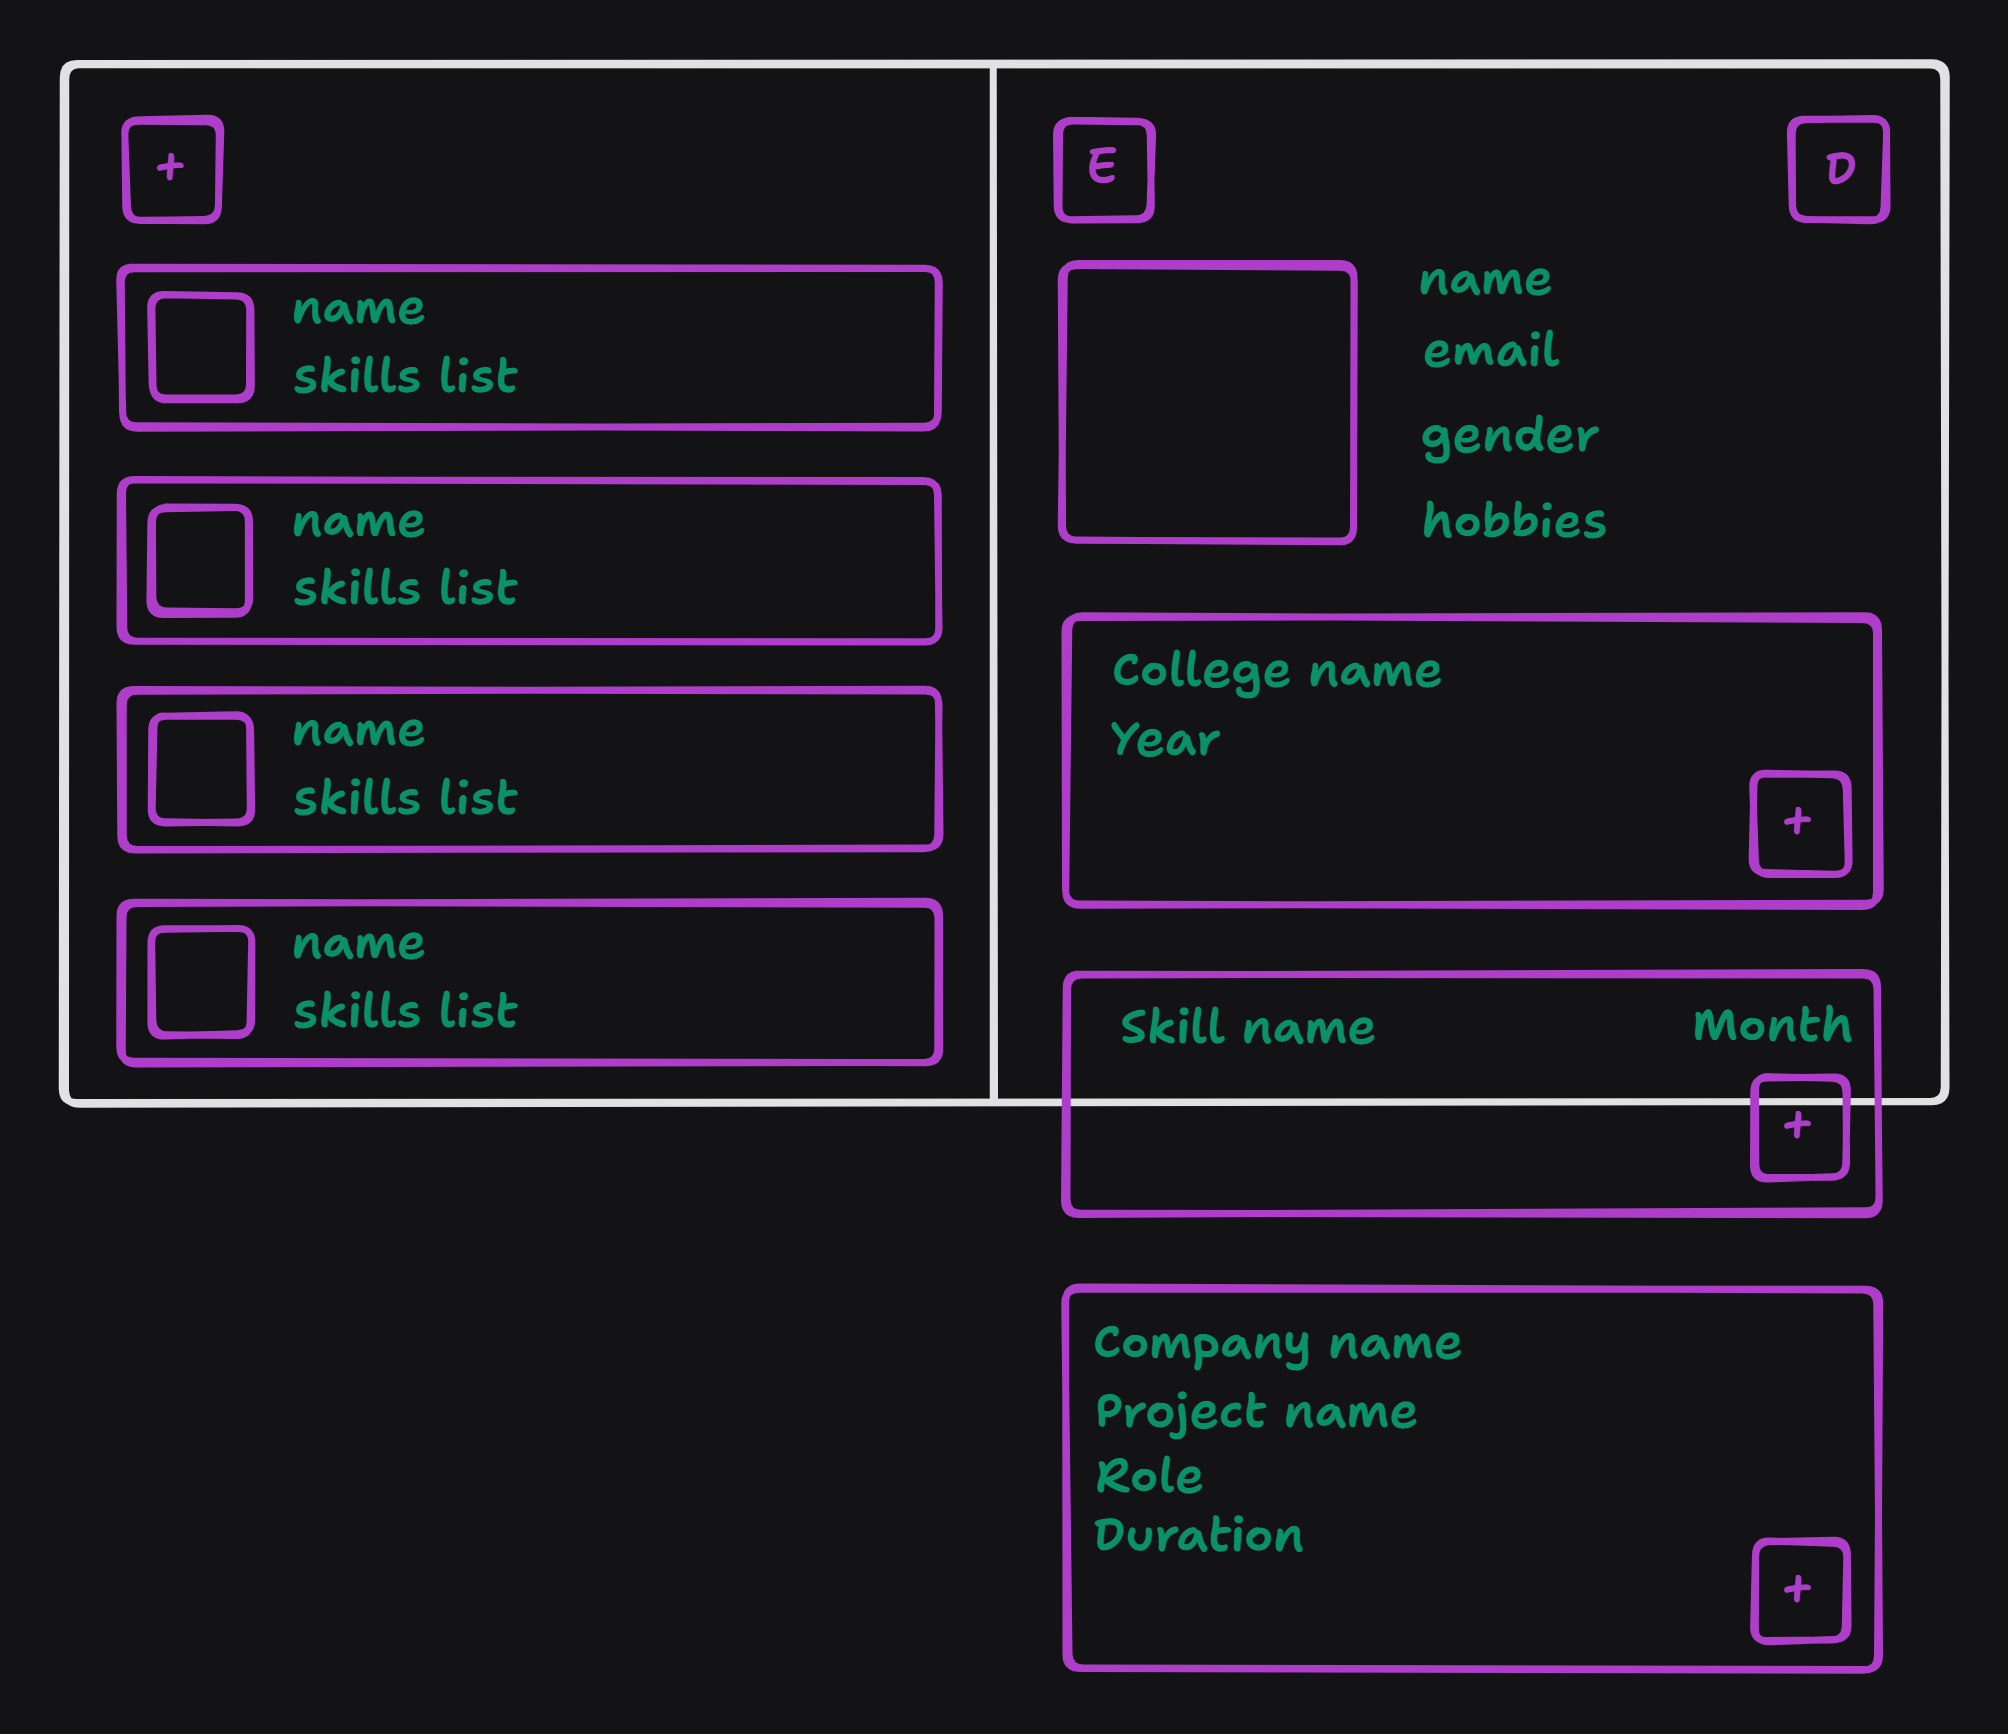 +
name
skills list
name
skills list
name
skills list
name
skills list
E
D
name
email
gender
hobbies
College name
Year
+
Skill name Month
+
Company name
Project name
Role
Duration
+